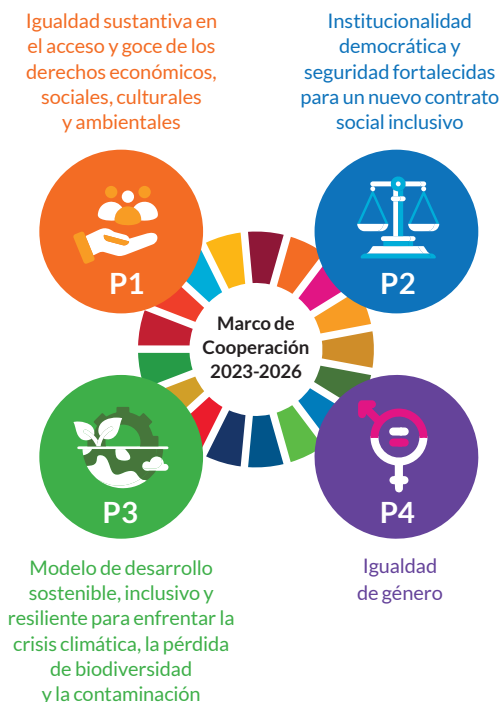 Igualdad sustantiva en
el acceso y goce de los
derechos económicos,
sociales, culturales
y ambientales
Institucionalidad
democrática y
seguridad fortalecidas
para un nuevo contrato
social inclusivo
P1
P2
Marco de
Cooperación
2023-2026
P3
P4
Modelo de desarrollo
sostenible, inclusivo y
resiliente para enfrentar la
crisis climática, la pérdida
de biodiversidad
y la contaminación
Igualdad
de género